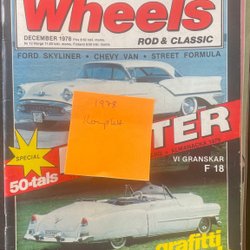 Wheels
DECEMBER 1978
ROD & CLASSIC
FORD SKYLINER • CHEVY VAN • STREET FORMULA
1978
Komplett
TER
SPECIAL
50-tals
VI GRANSKAR
F 18
graffiti